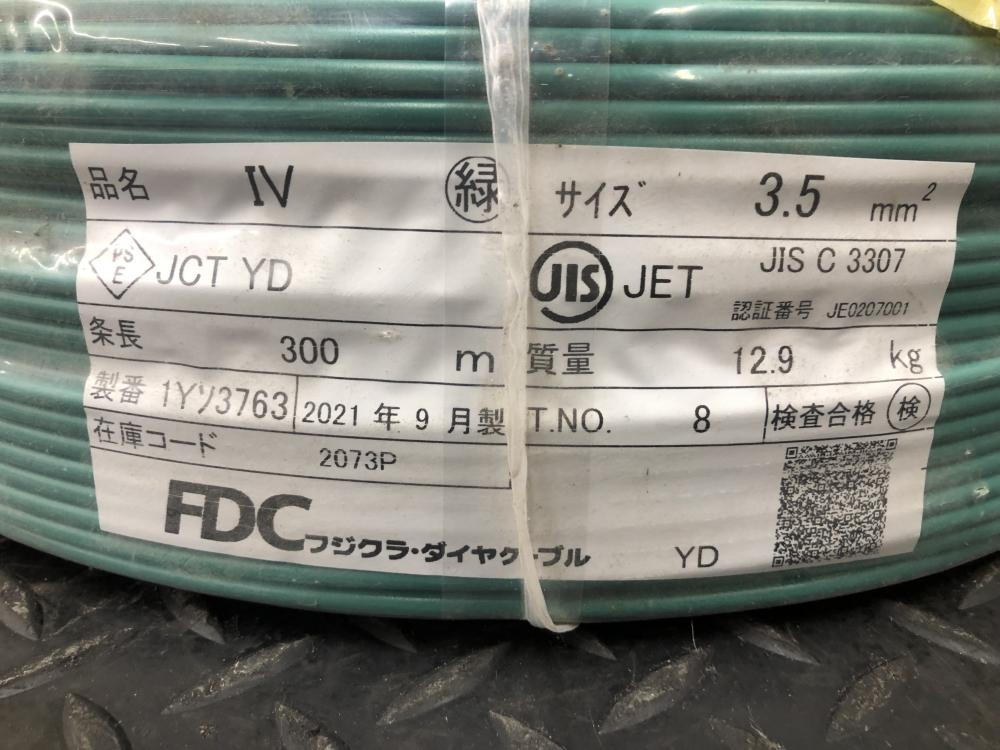 品名 IV 緑 サイズ 3.5 mm²
PSE JCT YD JIS JET JIS C 3307
認証番号 JE0207001
条長 300 m 質量 12.9 kg
製番 1Yソ3763 2021 年 9 月製 T.NO. 8 検査合格 検
在庫コード 2073P
FDC フジクラ・ダイヤケーブル YD